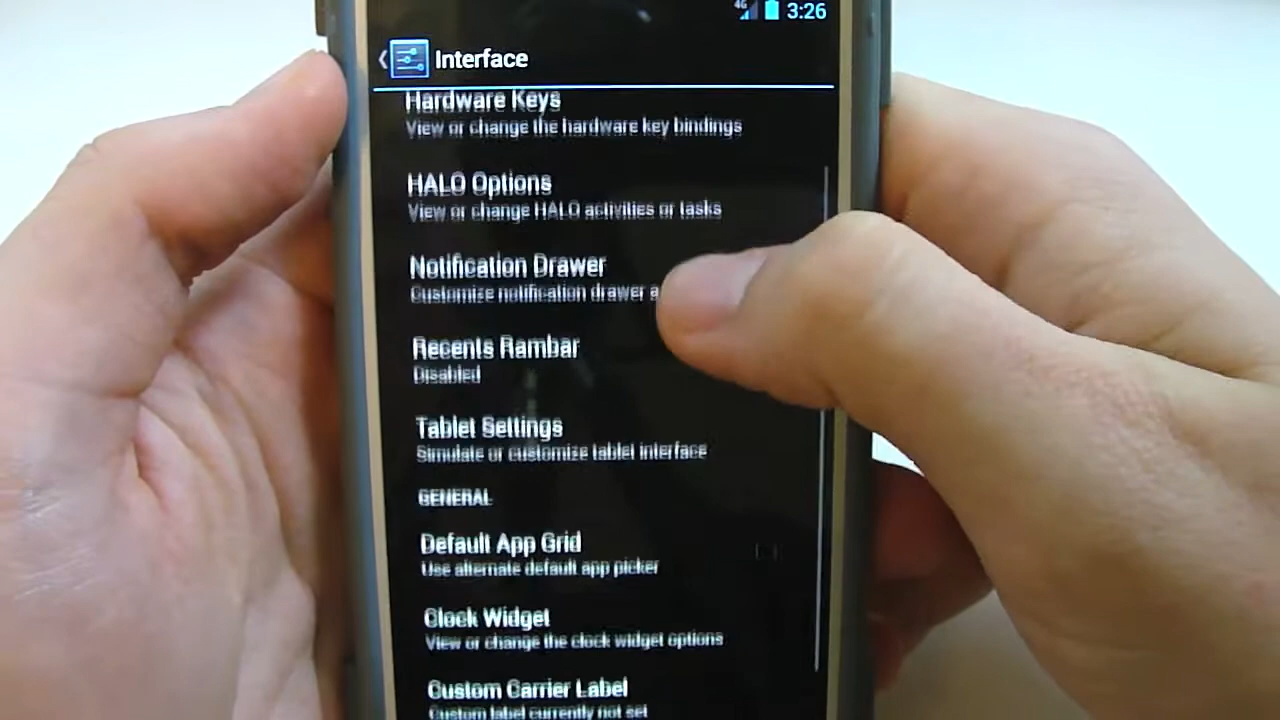 4G 3:26
Interface
Hardware Keys
View or change the hardware key bindings
HALO Options
View or change HALO activities or tasks
Notification Drawer
Customize notification drawer a
Recents Rambar
Disabled
Tablet Settings
Simulate or customize tablet interface
GENERAL
Default App Grid
Use alternate default app picker
Clock Widget
View or change the clock widget options
Custom Carrier Label
Custom label currently not set